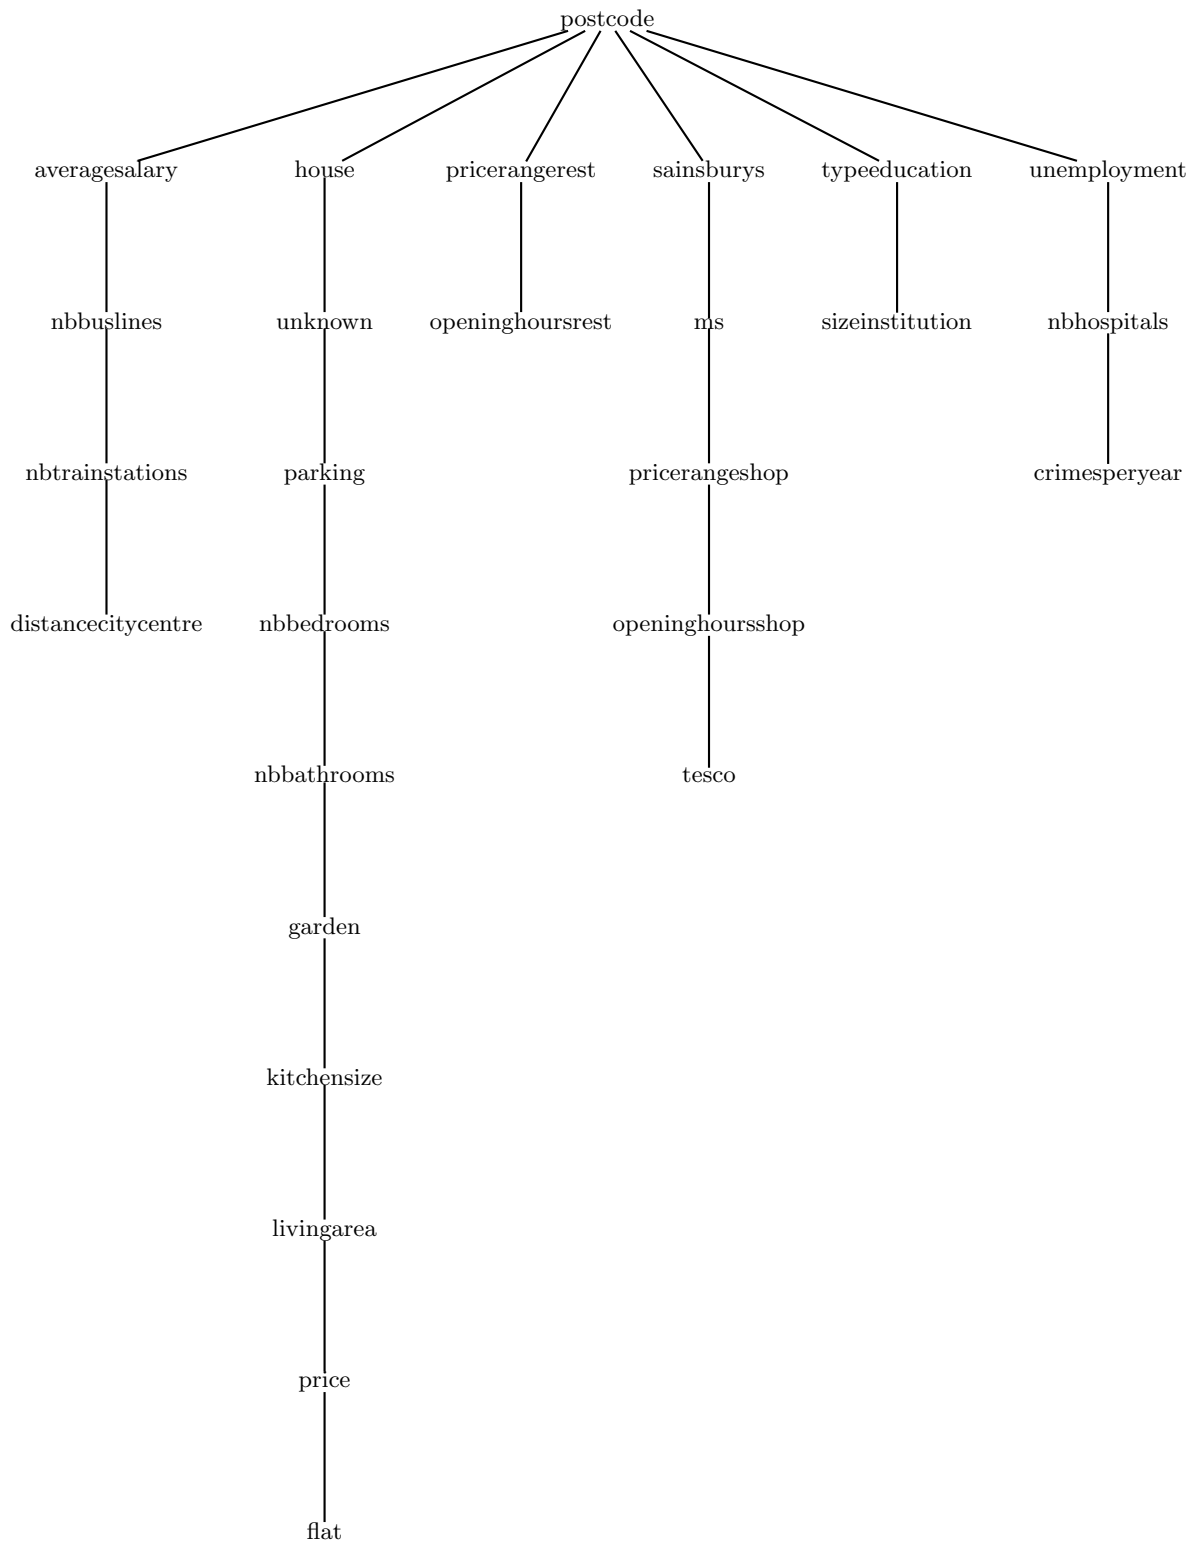 postcode
averagesalary house pricerangerest sainsburys typeeducation unemployment
nbbuslines unknown openinghoursrest ms sizeinstitution nbhospitals
nbtrainstations parking pricerangeshop crimesperyear
distancecitycentre nbbedrooms openinghoursshop
nbbathrooms tesco
garden
kitchensize
livingarea
price
flat